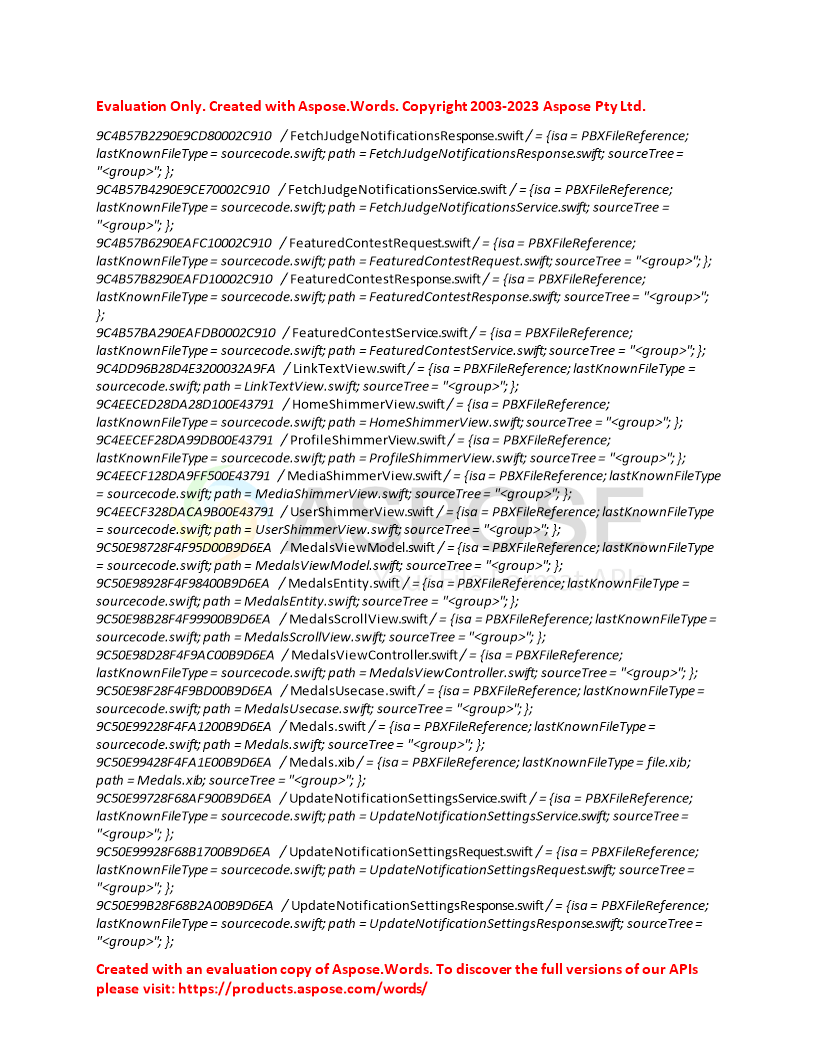 Evaluation Only. Created with Aspose.Words. Copyright 2003-2023 Aspose Pty Ltd.
9C4B57B2290E9CD80002C910 / FetchJudgeNotificationsResponse.swift / = {isa = PBXFileReference;
lastKnownFileType = sourcecode.swift; path = FetchJudgeNotificationsResponse.swift; sourceTree =
"<group>"; };
9C4B57B4290E9CE70002C910 / FetchJudgeNotificationsService.swift / = {isa = PBXFileReference;
lastKnownFileType = sourcecode.swift; path = FetchJudgeNotificationsService.swift; sourceTree =
"<group>"; };
9C4B57B6290EAFC10002C910 / FeaturedContestRequest.swift / = {isa = PBXFileReference;
lastKnownFileType = sourcecode.swift; path = FeaturedContestRequest.swift; sourceTree = "<group>"; };
9C4B57B8290EAFD10002C910 / FeaturedContestResponse.swift / = {isa = PBXFileReference;
lastKnownFileType = sourcecode.swift; path = FeaturedContestResponse.swift; sourceTree = "<group>";
};
9C4B57BA290EAFDB0002C910 / FeaturedContestService.swift / = {isa = PBXFileReference;
lastKnownFileType = sourcecode.swift; path = FeaturedContestService.swift; sourceTree = "<group>"; };
9C4DD96B28D4E3200032A9FA / LinkTextView.swift / = {isa = PBXFileReference; lastKnownFileType =
sourcecode.swift; path = LinkTextView.swift; sourceTree = "<group>"; };
9C4EECED28DA28D100E43791 / HomeShimmerView.swift / = {isa = PBXFileReference;
lastKnownFileType = sourcecode.swift; path = HomeShimmerView.swift; sourceTree = "<group>"; };
9C4EECEF28DA99DB00E43791 / ProfileShimmerView.swift / = {isa = PBXFileReference;
lastKnownFileType = sourcecode.swift; path = ProfileShimmerView.swift; sourceTree = "<group>"; };
9C4EECF128DA9FF500E43791 / MediaShimmerView.swift / = {isa = PBXFileReference; lastKnownFileType
= sourcecode.swift; path = MediaShimmerView.swift; sourceTree = "<group>"; };
9C4EECF328DACA9B00E43791 / UserShimmerView.swift / = {isa = PBXFileReference; lastKnownFileType
= sourcecode.swift; path = UserShimmerView.swift; sourceTree = "<group>"; };
9C50E98728F4F95D00B9D6EA / MedalsViewModel.swift / = {isa = PBXFileReference; lastKnownFileType
= sourcecode.swift; path = MedalsViewModel.swift; sourceTree = "<group>"; };
9C50E98928F4F98400B9D6EA / MedalsEntity.swift / = {isa = PBXFileReference; lastKnownFileType =
sourcecode.swift; path = MedalsEntity.swift; sourceTree = "<group>"; };
9C50E98B28F4F99900B9D6EA / MedalsScrollView.swift / = {isa = PBXFileReference; lastKnownFileType =
sourcecode.swift; path = MedalsScrollView.swift; sourceTree = "<group>"; };
9C50E98D28F4F9AC00B9D6EA / MedalsViewController.swift / = {isa = PBXFileReference;
lastKnownFileType = sourcecode.swift; path = MedalsViewController.swift; sourceTree = "<group>"; };
9C50E98F28F4F9BD00B9D6EA / MedalsUsecase.swift / = {isa = PBXFileReference; lastKnownFileType =
sourcecode.swift; path = MedalsUsecase.swift; sourceTree = "<group>"; };
9C50E99228F4FA1200B9D6EA / Medals.swift / = {isa = PBXFileReference; lastKnownFileType =
sourcecode.swift; path = Medals.swift; sourceTree = "<group>"; };
9C50E99428F4FA1E00B9D6EA / Medals.xib / = {isa = PBXFileReference; lastKnownFileType = file.xib;
path = Medals.xib; sourceTree = "<group>"; };
9C50E99728F68AF900B9D6EA / UpdateNotificationSettingsService.swift / = {isa = PBXFileReference;
lastKnownFileType = sourcecode.swift; path = UpdateNotificationSettingsService.swift; sourceTree =
"<group>"; };
9C50E99928F68B1700B9D6EA / UpdateNotificationSettingsRequest.swift / = {isa = PBXFileReference;
lastKnownFileType = sourcecode.swift; path = UpdateNotificationSettingsRequest.swift; sourceTree =
"<group>"; };
9C50E99B28F68B2A00B9D6EA / UpdateNotificationSettingsResponse.swift / = {isa = PBXFileReference;
lastKnownFileType = sourcecode.swift; path = UpdateNotificationSettingsResponse.swift; sourceTree =
"<group>"; };
Created with an evaluation copy of Aspose.Words. To discover the full versions of our APIs
please visit: https://products.aspose.com/words/
ASPOSE